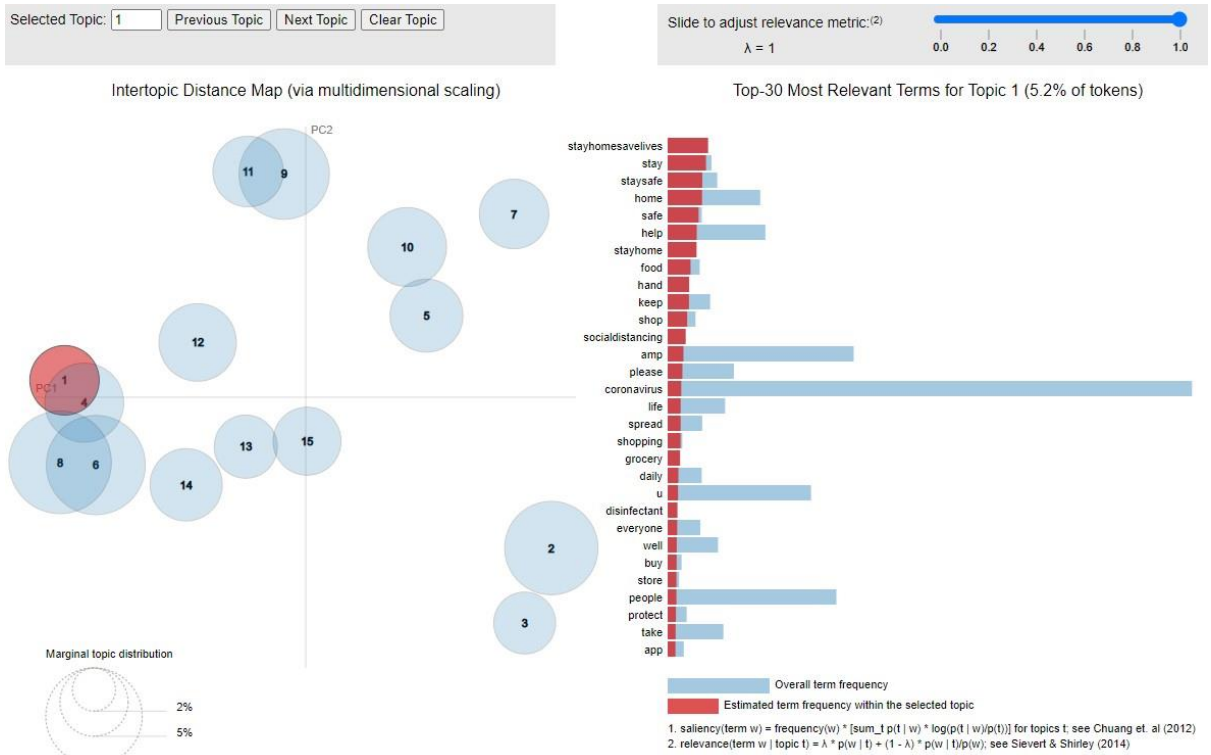 Selected Topic: 1 Previous Topic Next Topic Clear Topic
Slide to adjust relevance metric:(2)
λ = 1
0.0 0.2 0.4 0.6 0.8 1.0
Intertopic Distance Map (via multidimensional scaling)
PC2
PC1
11
9
7
10
5
12
1
4
8
6
13
15
14
2
3
Marginal topic distribution
2%
5%
Top-30 Most Relevant Terms for Topic 1 (5.2% of tokens)
stayhomesavelives
stay
staysafe
home
safe
help
stayhome
food
hand
keep
shop
socialdistancing
amp
please
coronavirus
life
spread
shopping
grocery
daily
u
disinfectant
everyone
well
buy
store
people
protect
take
app
Overall term frequency
Estimated term frequency within the selected topic
1. saliency(term w) = frequency(w) * [sum_t p(t | w) * log(p(t | w)/p(t))] for topics t; see Chuang et. al (2012)
2. relevance(term w | topic t) = λ * p(w | t) + (1 - λ) * p(w | t)/p(w); see Sievert & Shirley (2014)